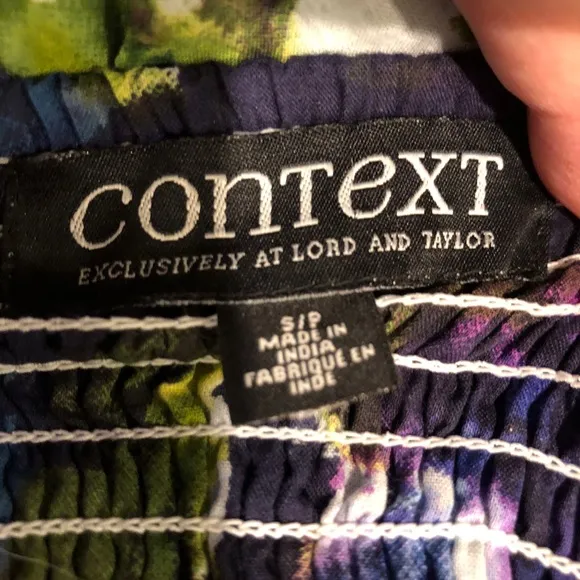 conTeXT
EXCLUSIVELY AT LORD AND TAYLOR
S/P
MADE IN
INDIA
FABRIQUE EN
INDE